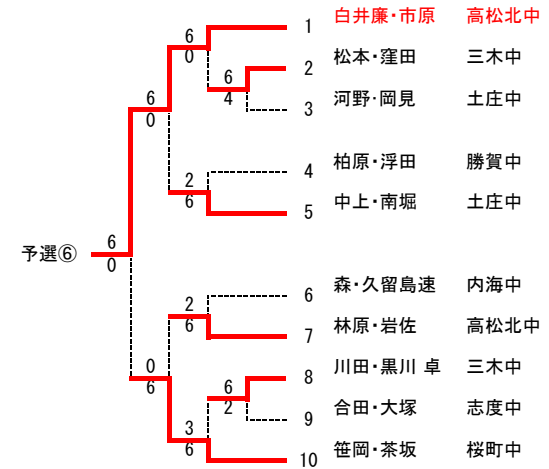 1 白井廉・市原 高松北中
6
0
松本・窪田 三木中
2
6
4
河野・岡見 土庄中
3
6
0
柏原・浮田 勝賀中
4
2
6
中上・南堀 土庄中
5
予選⑥
6
0
森・久留島速 内海中
6
2
6
林原・岩佐 高松北中
7
川田・黒川 卓 三木中
0
6
8
6
2
合田・大塚 志度中
9
3
6
笹岡・茶坂 桜町中
10